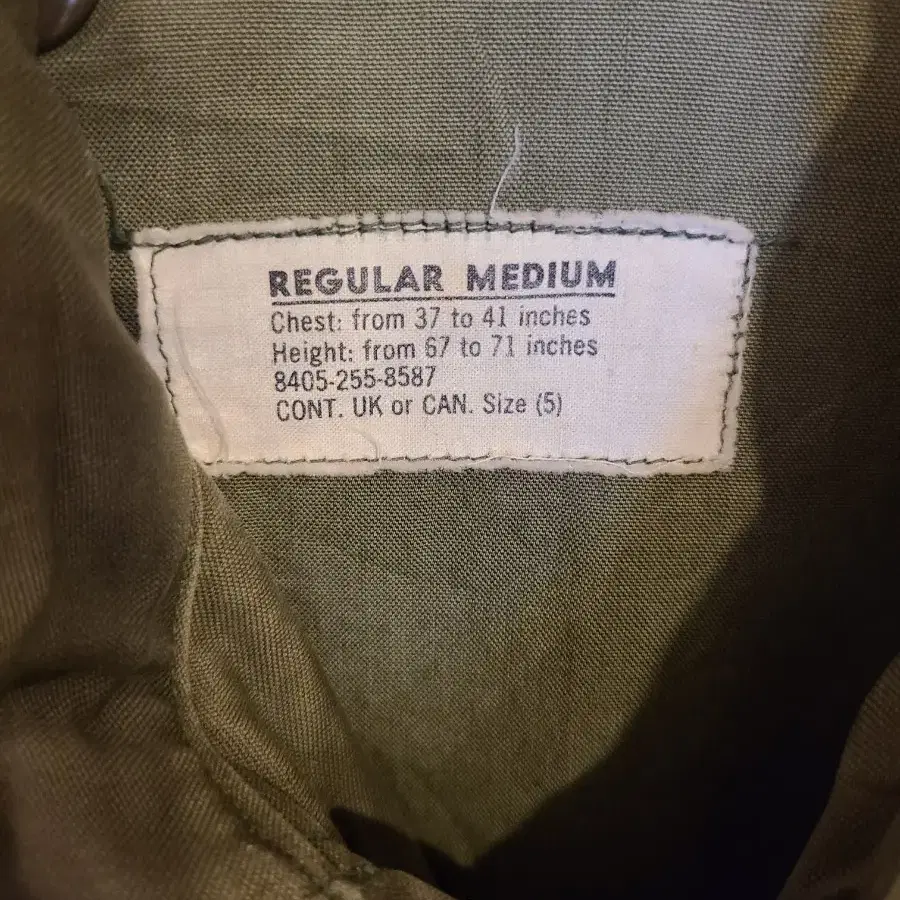 REGULAR MEDIUM
Chest: from 37 to 41 inches
Height: from 67 to 71 inches
8405-255-8587
CONT. UK or CAN. Size (5)